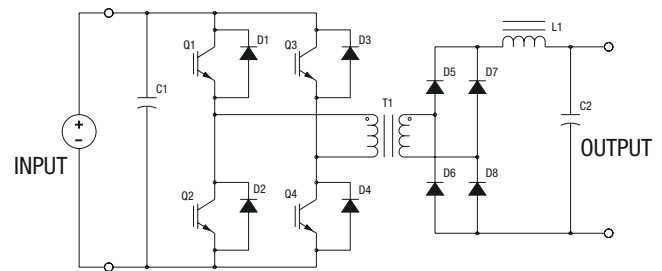 L1
Q1
D1
Q3
D3
D5
D7
C1
T1
C2
+
−
INPUT
OUTPUT
Q2
D2
Q4
D4
D6
D8